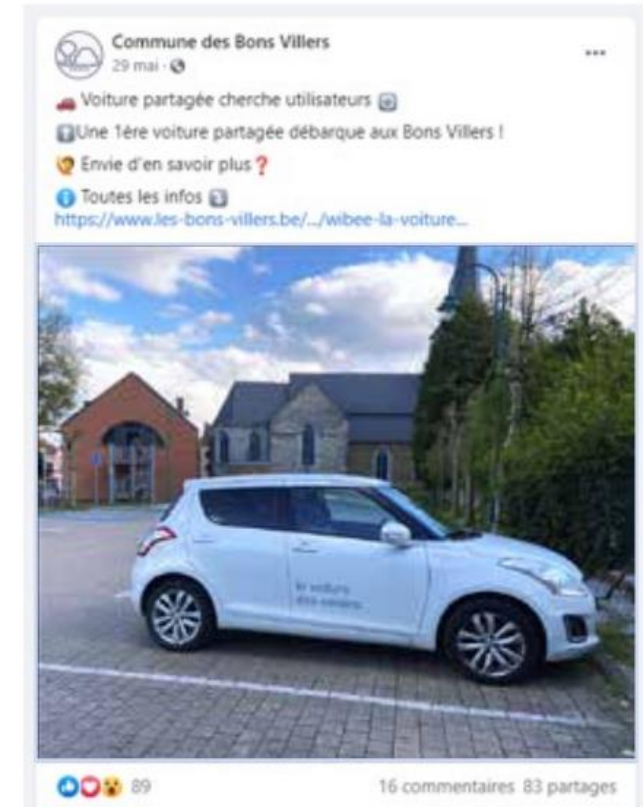 Commune des Bons Villers
29 mai
Voiture partagée cherche utilisateurs
Une 1ère voiture partagée débarque aux Bons Villers !
Envie d'en savoir plus❓
Toutes les infos
https://www.les-bons-villers.be/.../wibee-la-voiture...
la voiture
89
16 commentaires 83 partages